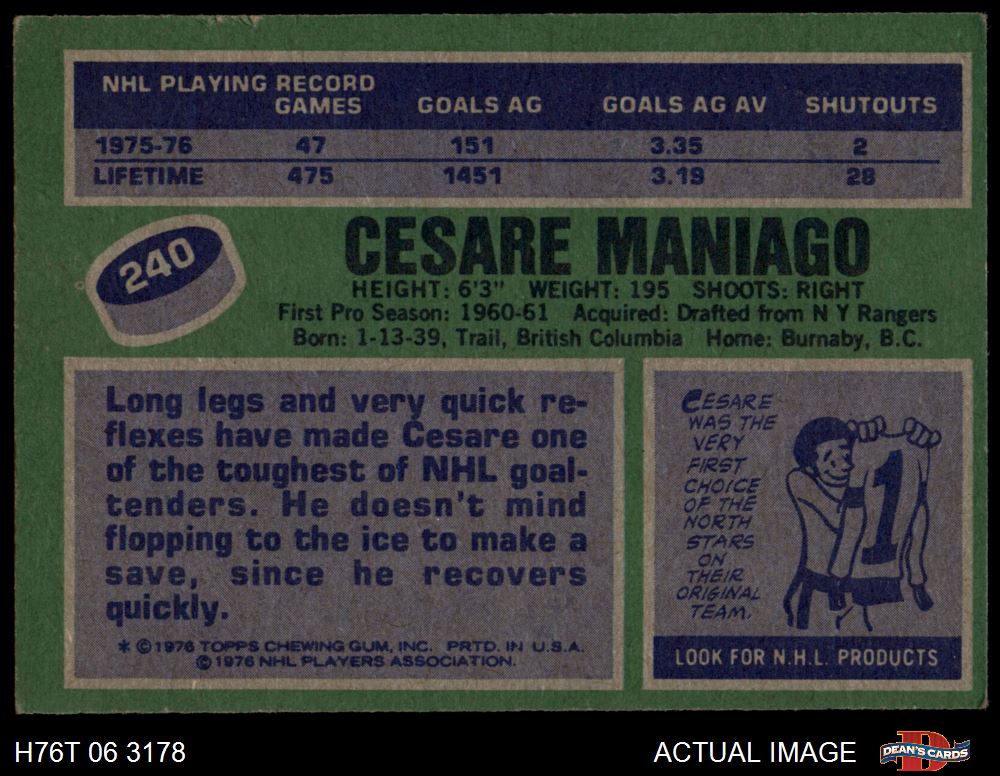 NHL PLAYING RECORD
GAMES GOALS AG GOALS AG AV SHUTOUTS
1975-76 47 151 3.35 2
LIFETIME 475 1451 3.19 28
240
CESARE MANIAGO
HEIGHT: 6'3" WEIGHT: 195 SHOOTS: RIGHT
First Pro Season: 1960-61 Acquired: Drafted from N Y Rangers
Born: 1-13-39, Trail, British Columbia Home: Burnaby, B.C.
Long legs and very quick re-
flexes have made Cesare one
of the toughest of NHL goal-
tenders. He doesn't mind
flopping to the ice to make a
save, since he recovers
quickly.
* ©1976 TOPPS CHEWING GUM, INC. PRTD. IN U.S.A.
©1976 NHL PLAYERS ASSOCIATION.
CESARE
WAS THE
VERY
FIRST
CHOICE
OF THE
NORTH
STARS
ON
THEIR
ORIGINAL
TEAM.
1
LOOK FOR N.H.L. PRODUCTS
H76T 06 3178
ACTUAL IMAGE
D
DEAN'S CARDS